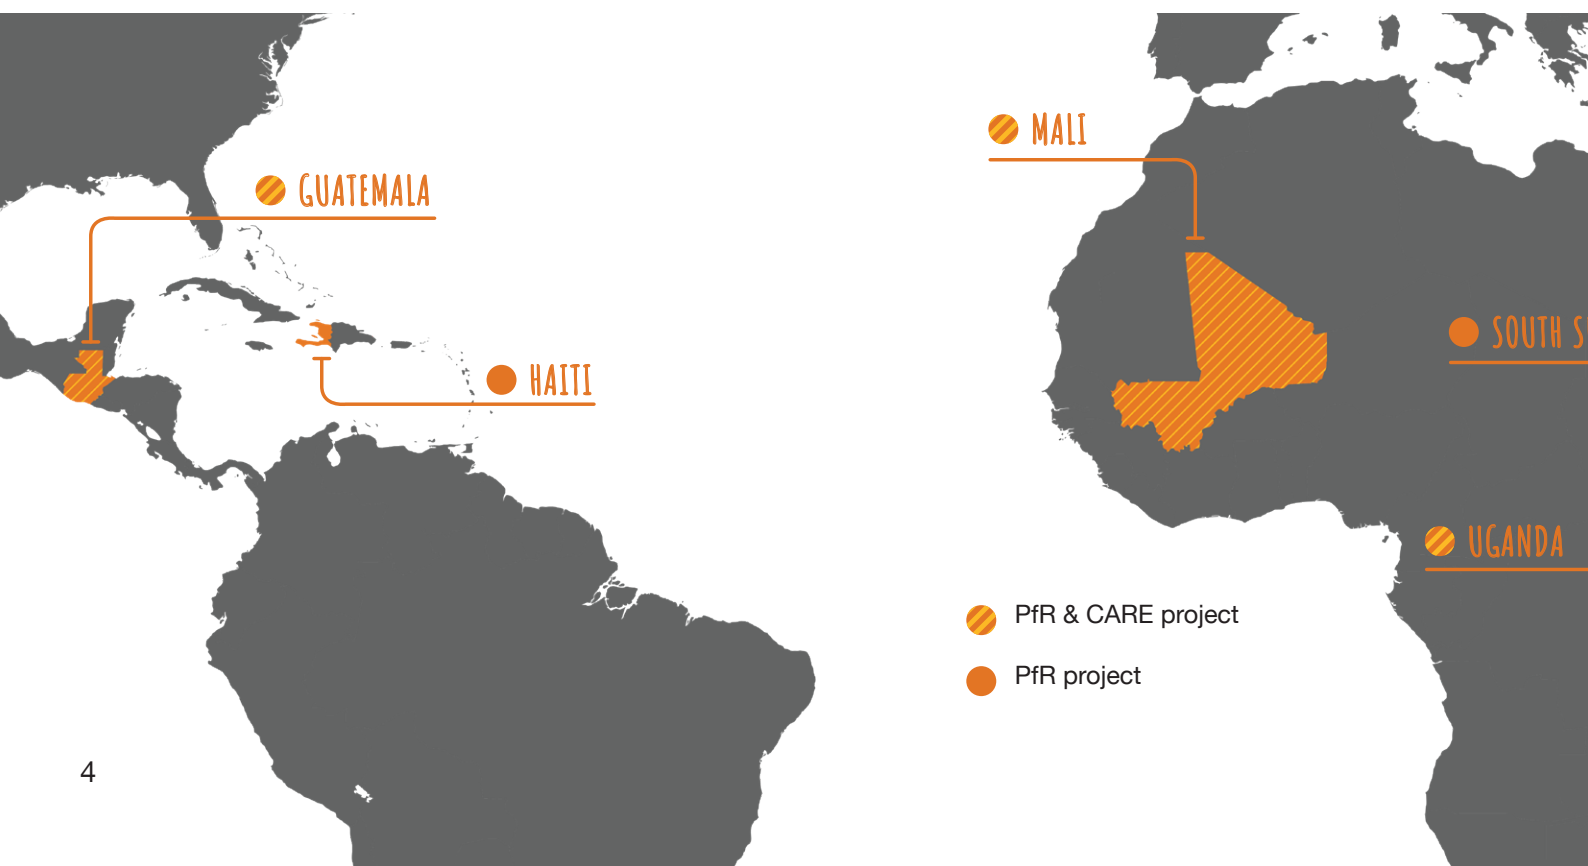 GUATEMALA
HAITI
MALI
SOUTH S
UGANDA
PfR & CARE project
PfR project
4